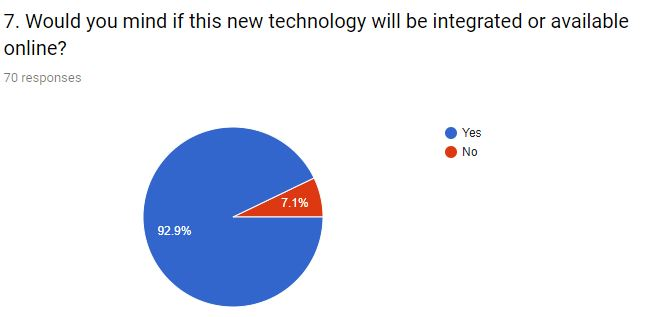 7. Would you mind if this new technology will be integrated or available
online?
70 responses
Yes
No
7.1%
92.9%